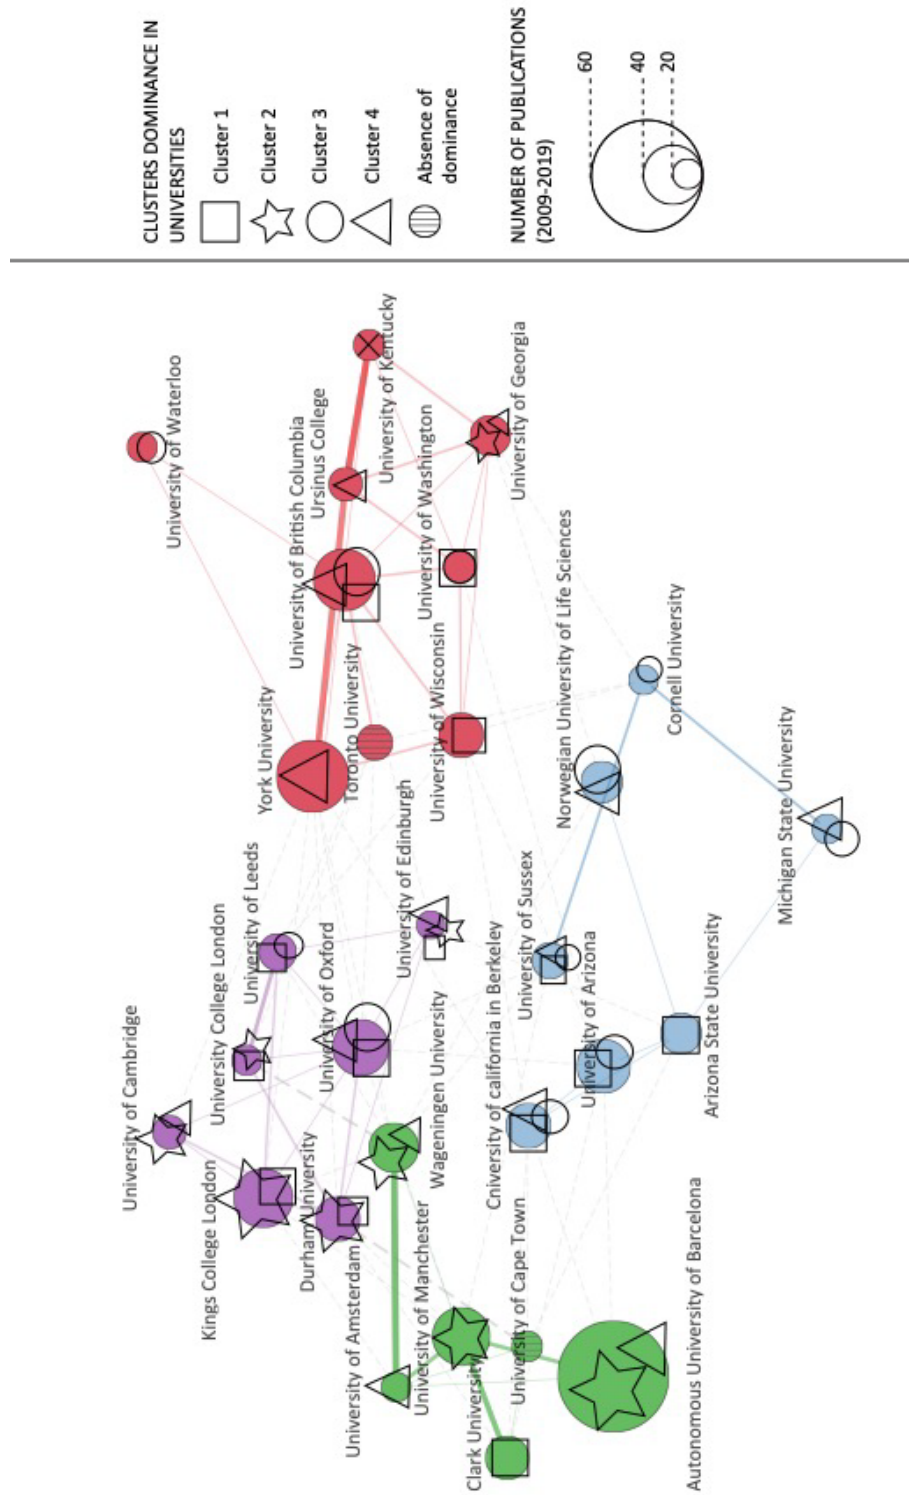 CLUSTERS DOMINANCE IN
UNIVERSITIES
Cluster 1
Cluster 2
Cluster 3
Cluster 4
Absence of
dominance
NUMBER OF PUBLICATIONS
(2009-2019)
60
40
20
University of Waterloo
University of Kentucky
University of Georgia
Ursinus College
University of British Columbia
University of Washington
University of Wisconsin
Toronto University
York University
Norwegian University of Life Sciences
Cornell University
Michigan State University
University of Leeds
University of Edinburgh
University College London
University of Oxford
University of Sussex
University of Arizona
Arizona State University
University of Cambridge
Cniversity of california in Berkeley
Wageningen University
Kings College London
Durham University
University of Amsterdam
University of Manchester
University of Cape Town
Clark University
Autonomous University of Barcelona